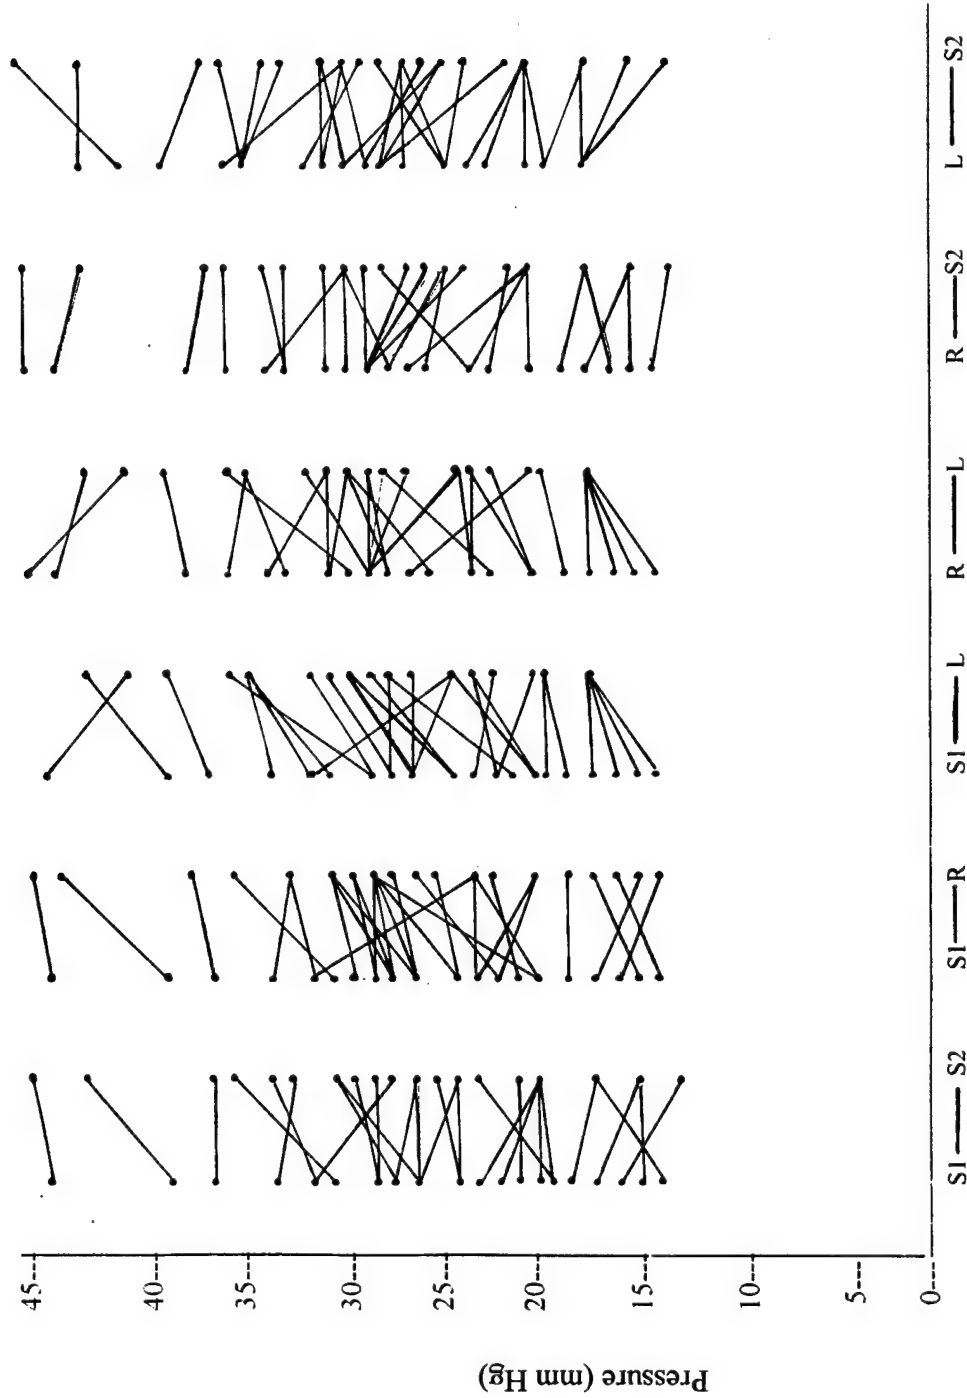 Pressure (mm Hg)
45---
40---
35---
30---
25---
20---
15---
10---
5---
0---
S1 —— S2
S1 —— R
S1 —— L
R —— L
R —— S2
L —— S2